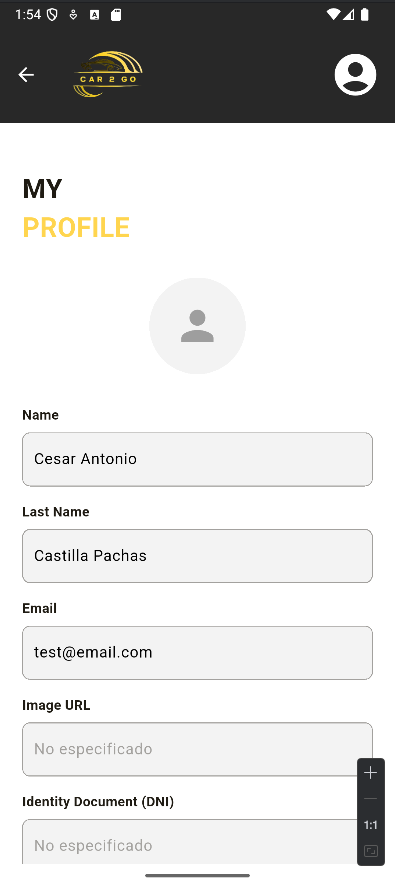 1:54
CAR 2 GO
MY
PROFILE
Name
Cesar Antonio
Last Name
Castilla Pachas
Email
test@email.com
Image URL
No especificado
Identity Document (DNI)
No especificado
1:1